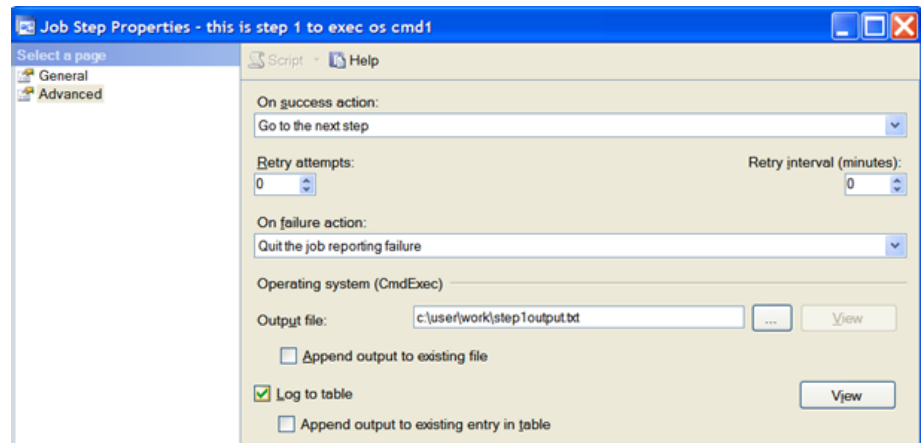 Job Step Properties - this is step 1 to exec os cmd1
Select a page
General
Advanced
Script
Help
On success action:
Go to the next step
Retry attempts:
Retry interval (minutes):
0
0
On failure action:
Quit the job reporting failure
Operating system (CmdExec)
Output file:
c:\user\work\step1output.txt
...
View
Append output to existing file
Log to table
View
Append output to existing entry in table